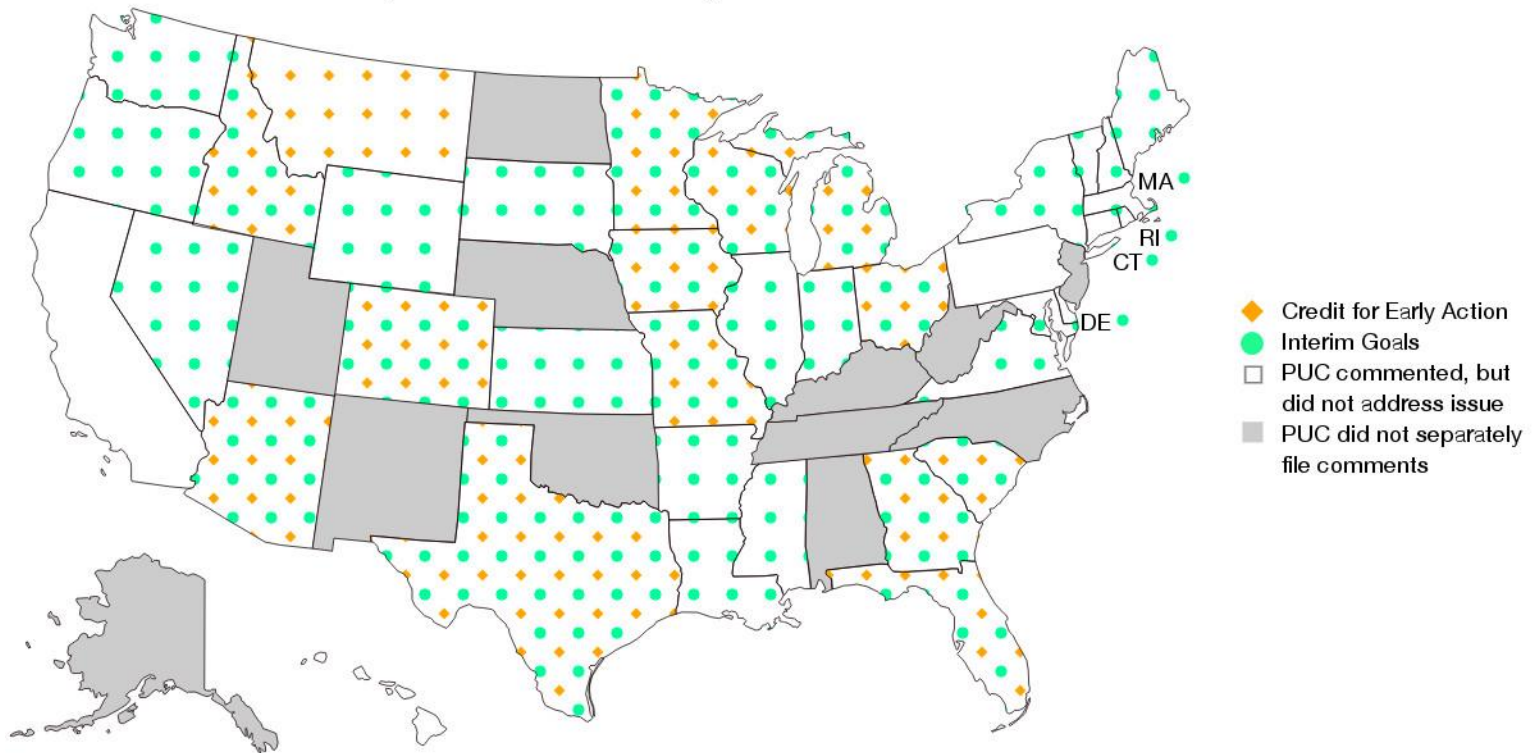 MA
RI
CT
DE
Credit for Early Action
Interim Goals
PUC commented, but
did not address issue
PUC did not separately
file comments